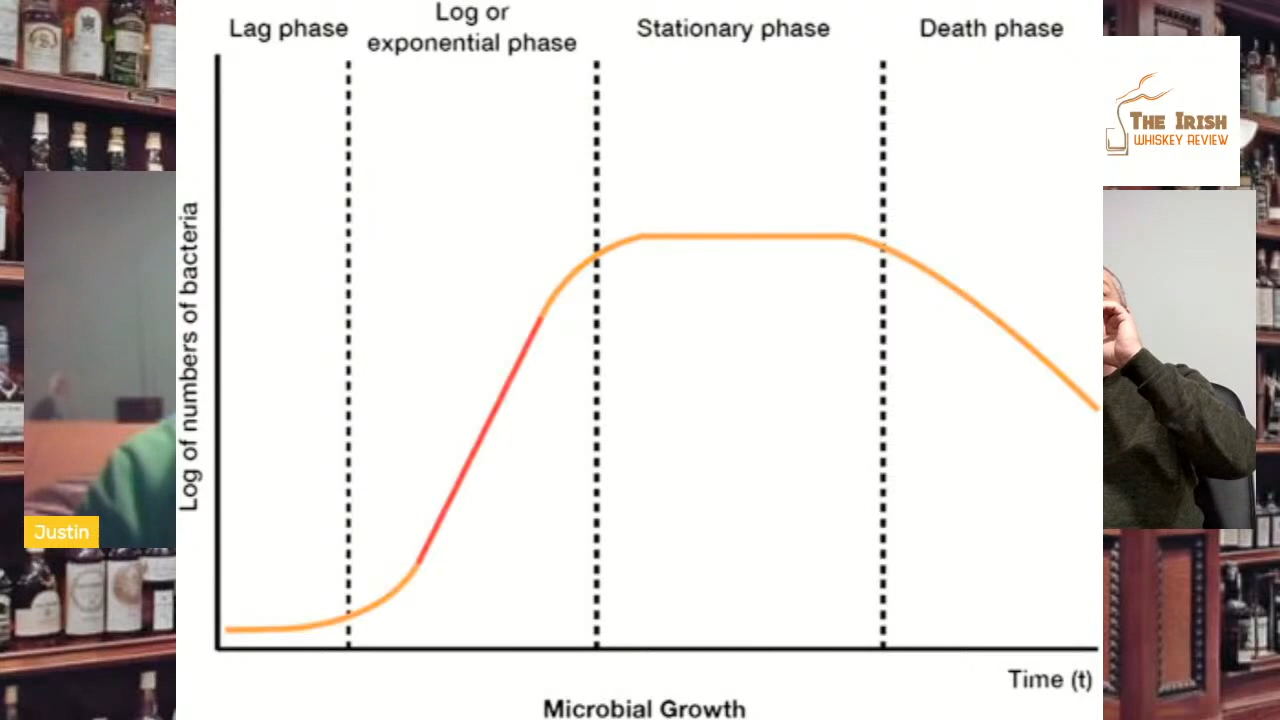 Lag phase
Log or
exponential phase
Stationary phase
Death phase
Log of numbers of bacteria
Time (t)
Microbial Growth
The Irish
Whiskey Review
Justin